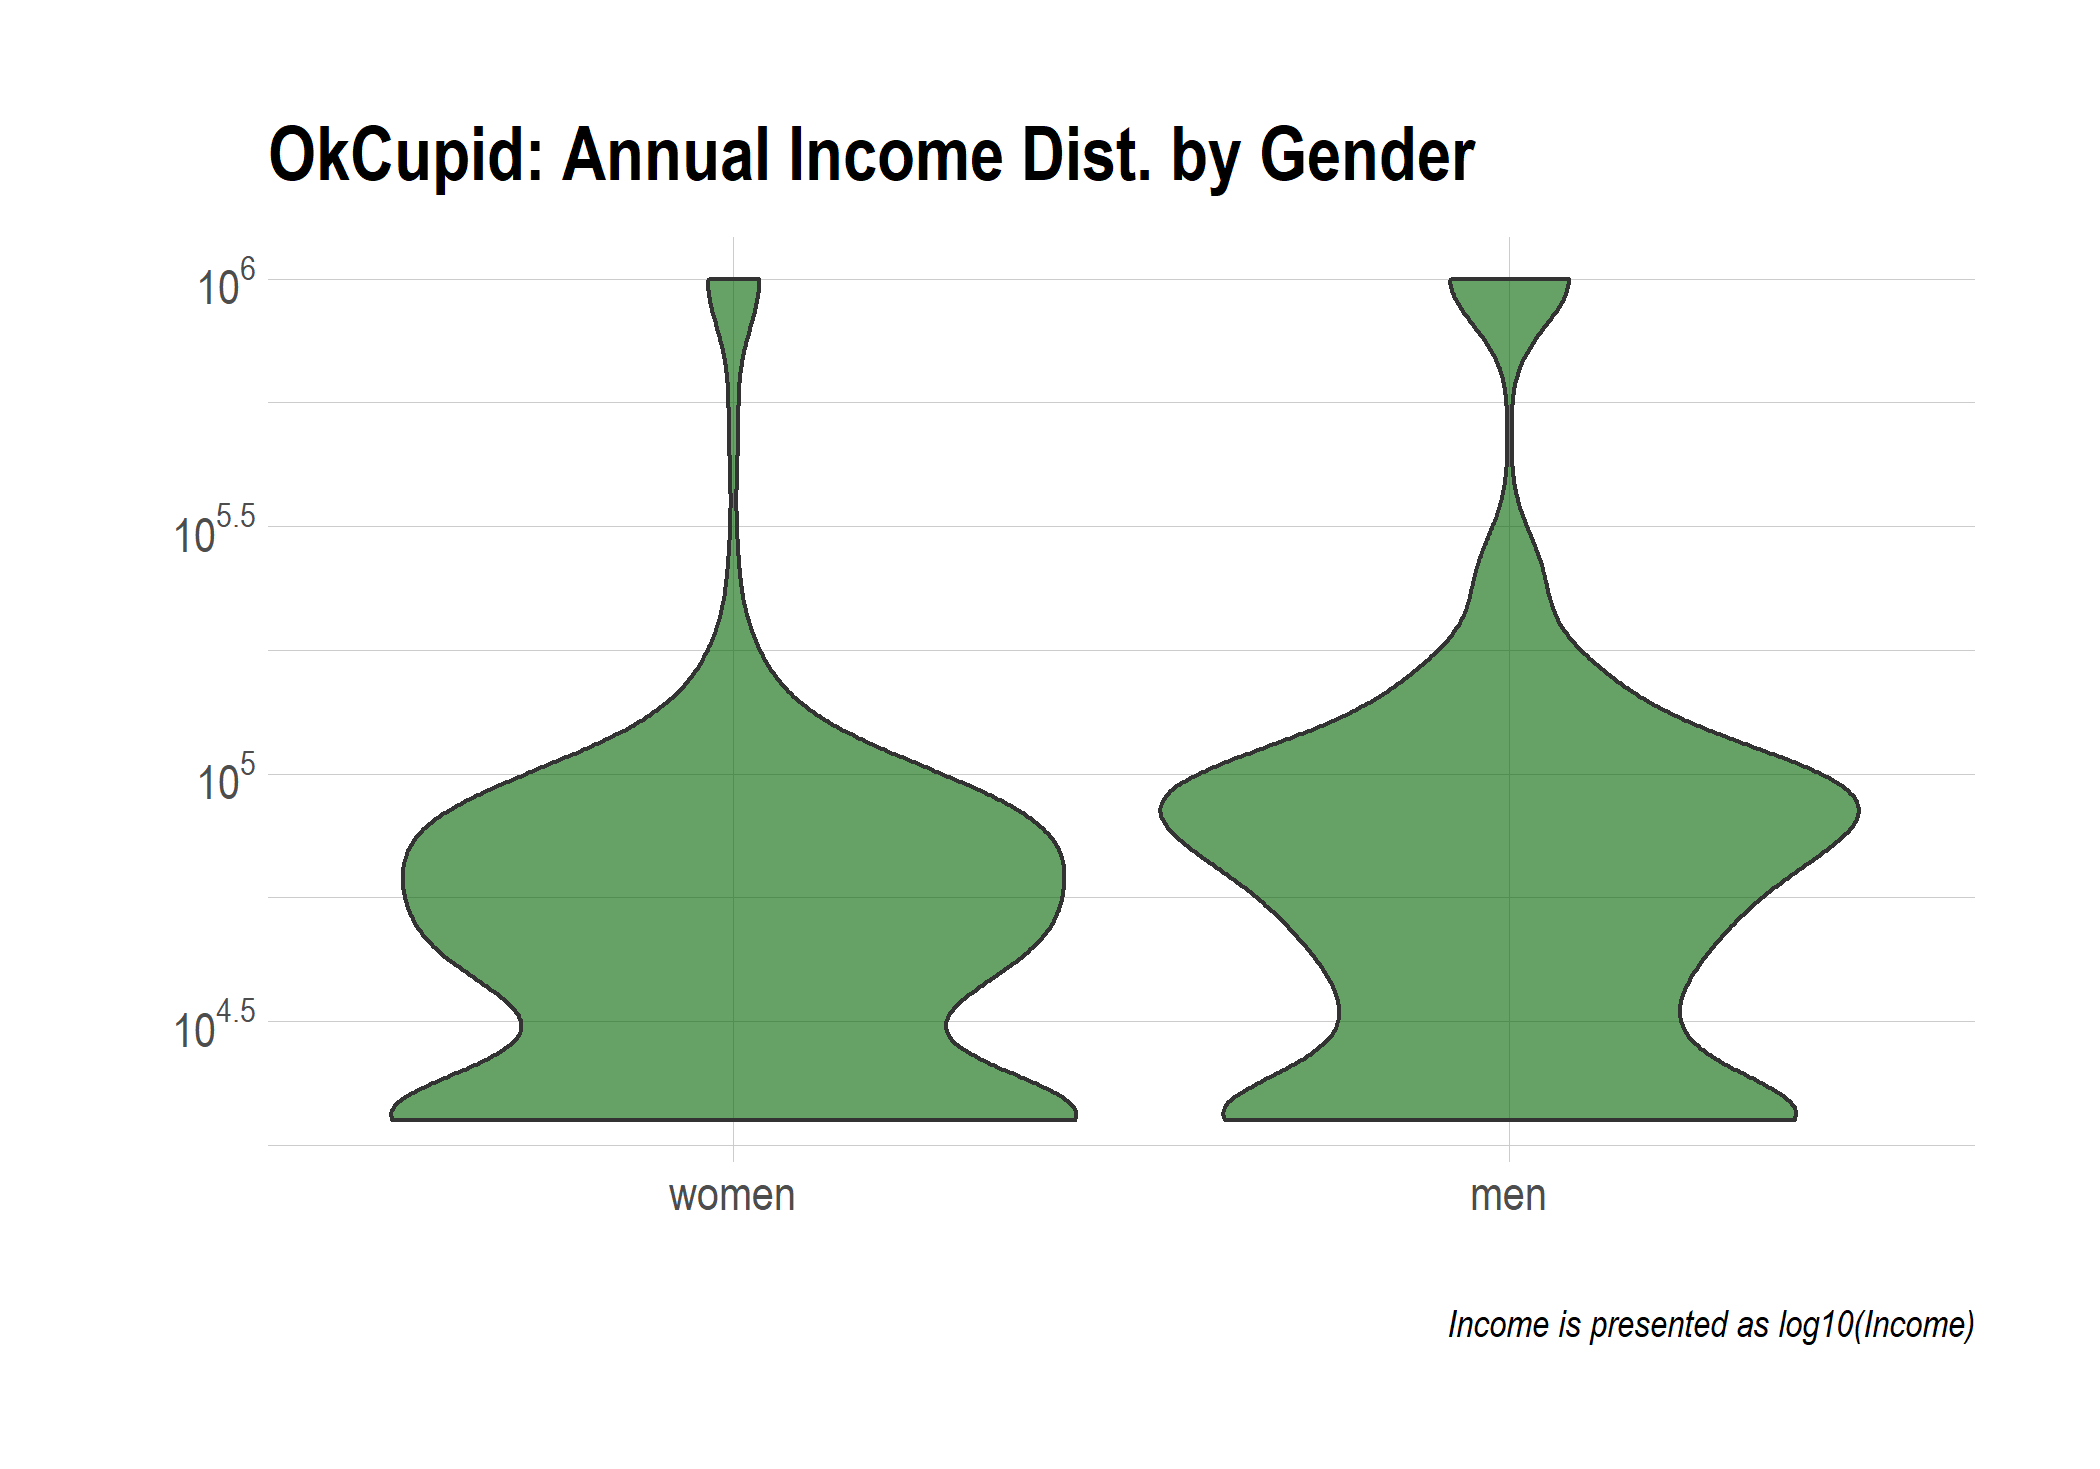 OkCupid: Annual Income Dist. by Gender
10^6
10^5.5
10^5
10^4.5
women men
Income is presented as log10(Income)